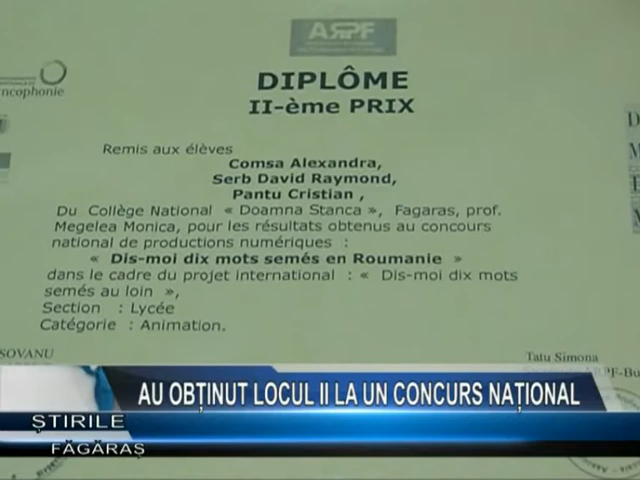 ARPF
DIPLÔME
II-ème PRIX
ncophonie
Remis aux élèves
Comsa Alexandra,
Serb David Raymond,
Pantu Cristian ,
Du Collège National « Doamna Stanca », Fagaras, prof.
Megelea Monica, pour les résultats obtenus au concours
national de productions numériques :
« Dis-moi dix mots semés en Roumanie »
dans le cadre du projet international : « Dis-moi dix mots
semés au loin »,
Section : Lycée
Catégorie : Animation.
SOVANU
Tatu Simona
AU OBȚINUT LOCUL II LA UN CONCURS NAȚIONAL
ȘTIRILE
FĂGĂRAȘ